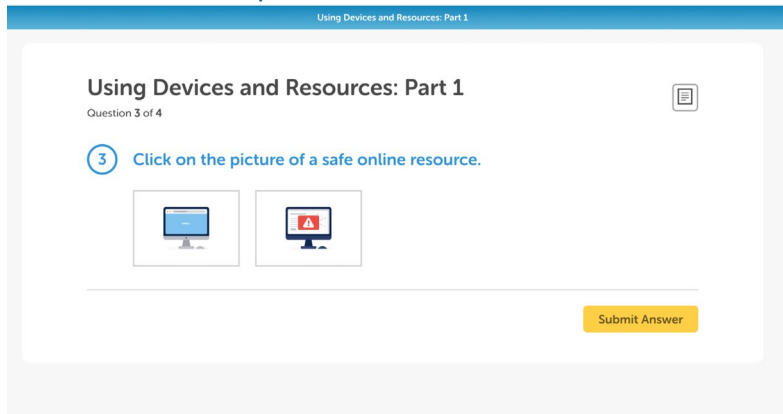 Using Devices and Resources: Part 1
Using Devices and Resources: Part 1
Question 3 of 4
3 Click on the picture of a safe online resource.
Submit Answer